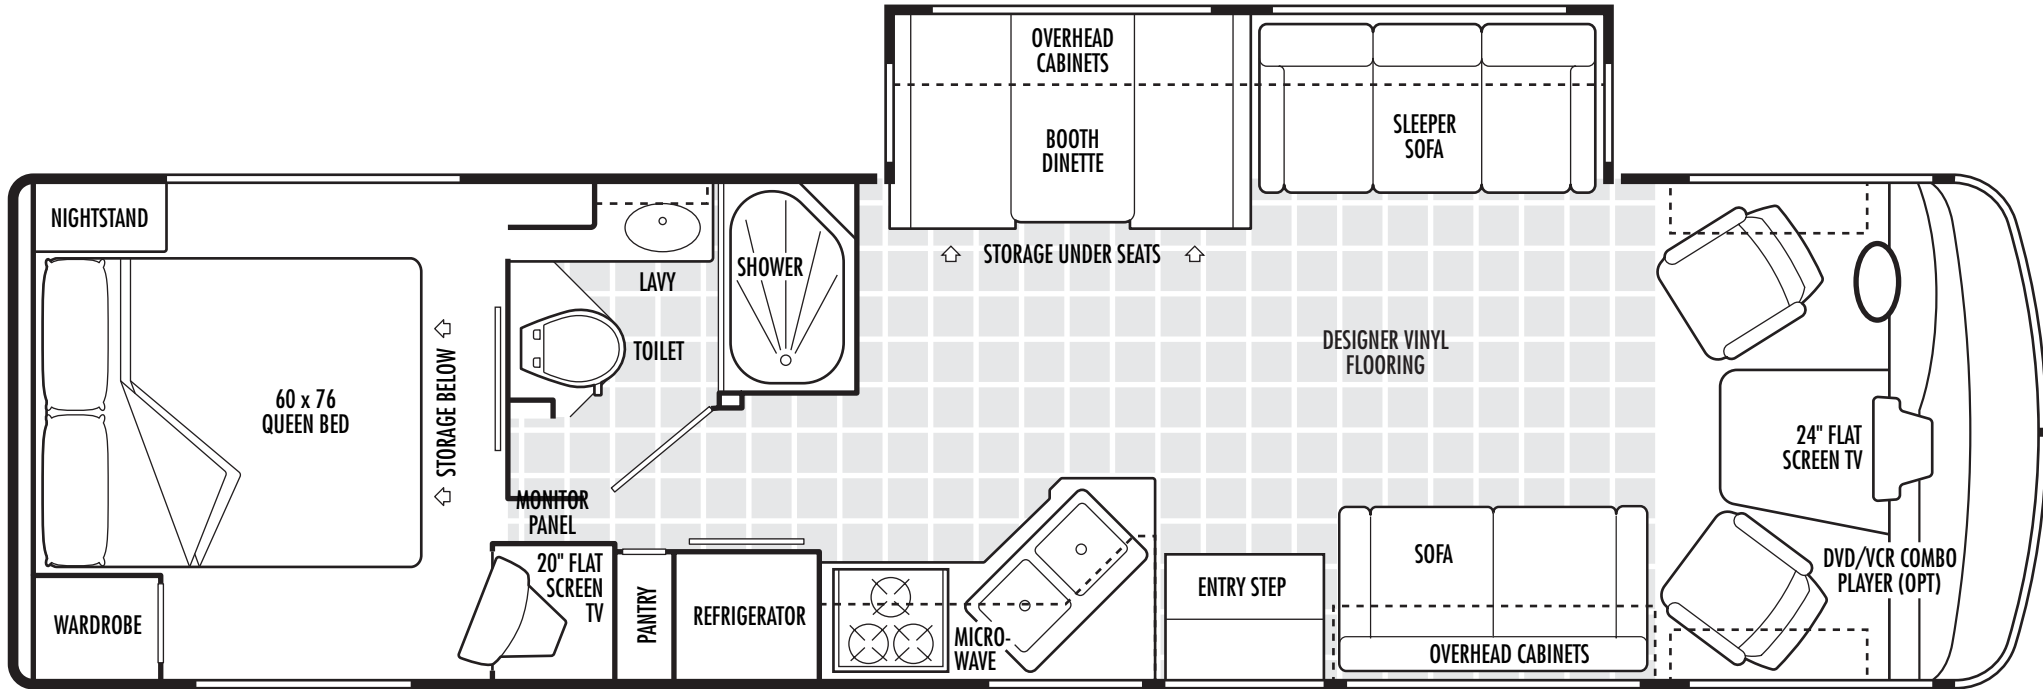 OVERHEAD
CABINETS
BOOTH
DINETTE
SLEEPER
SOFA
NIGHTSTAND
STORAGE UNDER SEATS
LAVY
SHOWER
TOILET
DESIGNER VINYL
FLOORING
60 x 76
QUEEN BED
STORAGE BELOW
24" FLAT
SCREEN TV
MONITOR
PANEL
20" FLAT
SCREEN
TV
PANTRY
REFRIGERATOR
MICRO-
WAVE
ENTRY STEP
SOFA
OVERHEAD CABINETS
DVD/VCR COMBO
PLAYER (OPT)
WARDROBE